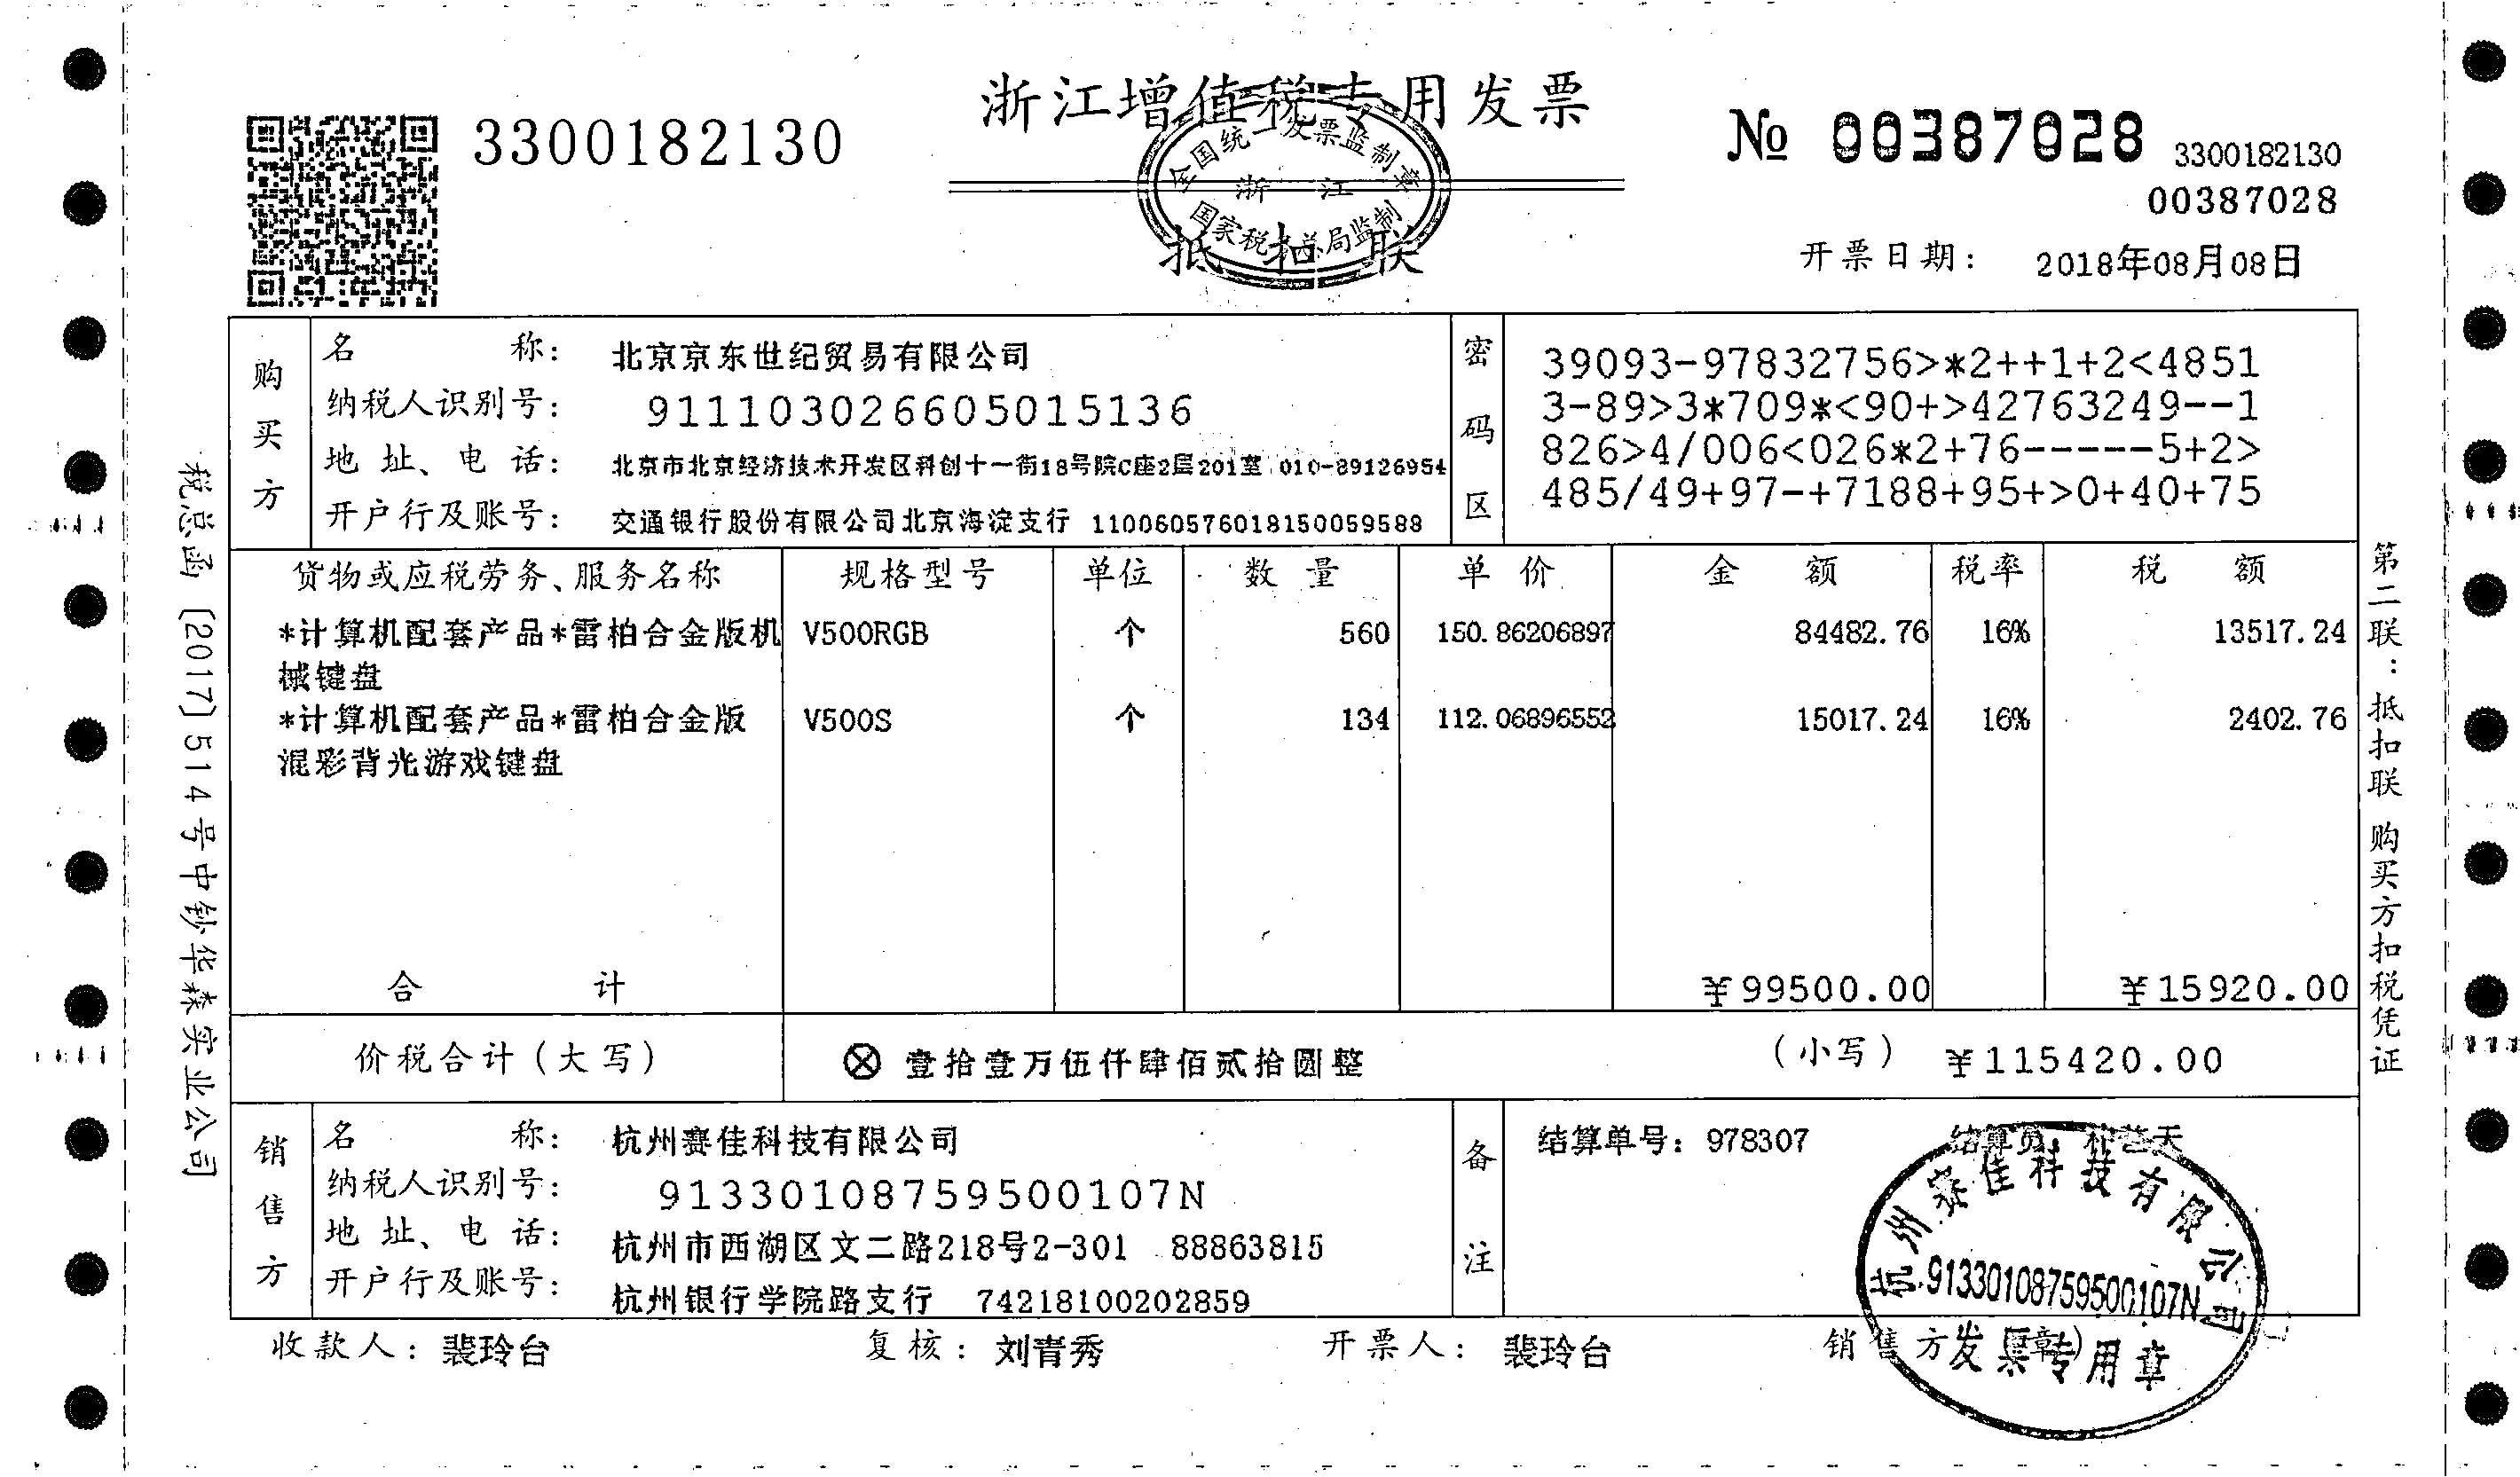 浙江增值税专用发票
3300182130
№ 00387028
3300182130
00387028
全国统一发票监制章
浙 江
国家税务总局监制
抵扣联
开票日期: 2018年08月08日
购买方
名 称: 北京京东世纪贸易有限公司
纳税人识别号: 911103026605015136
地 址、电 话: 北京市北京经济技术开发区科创十一街18号院C座2层201室 010-89126954
开户行及账号: 交通银行股份有限公司北京海淀支行 110060576018150059588
密码区
39093-97832756>*2++1+2<4851
3-89>3*709*<90+>42763249--1
826>4/006<026*2+76-----5+2>
485/49+97-+7188+95+>0+40+75
货物或应税劳务、服务名称 规格型号 单位 数 量 单 价 金 额 税率 税 额
*计算机配套产品*雷柏合金版机 V500RGB 个 560 150.86206897 84482.76 16% 13517.24
械键盘
*计算机配套产品*雷柏合金版 V500S 个 134 112.06896552 15017.24 16% 2402.76
混彩背光游戏键盘
合 计 ¥99500.00 ¥15920.00
价税合计(大写) ⊗ 壹拾壹万伍仟肆佰贰拾圆整 (小写) ¥115420.00
销售方
名 称: 杭州赛佳科技有限公司
纳税人识别号: 91330108759500107N
地 址、电 话: 杭州市西湖区文二路218号2-301 88863815
开户行及账号: 杭州银行学院路支行 74218100202859
备注
结算单号: 978307 结算员:
杭州赛佳科技有限公司
91330108759500107N
发票专用章
收款人: 裴玲台 复核: 刘青秀 开票人: 裴玲台 销售方:(章)
税总函〔2017〕514号中钞华森实业公司
第二联:抵扣联 购买方扣税凭证